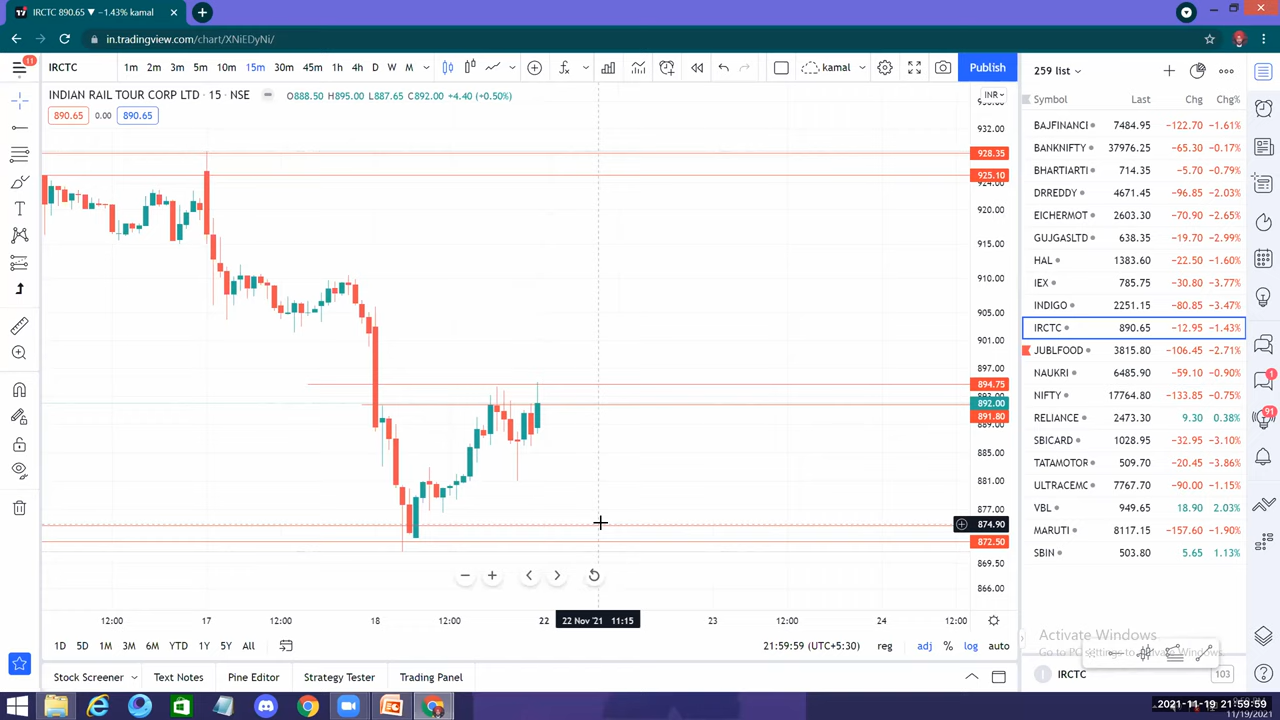 IRCTC 890.65 ▼ −1.43% kamal
in.tradingview.com/chart/XNiEDyNi/
11
IRCTC 1m 2m 3m 5m 10m 15m 30m 45m 1h 4h D W M kamal Publish
259 list
INDIAN RAIL TOUR CORP LTD · 15 · NSE O888.50 H895.00 L887.65 C892.00 +4.40 (+0.50%)
INR
890.65 0.00 890.65
Symbol Last Chg Chg%
BAJFINANCI 7484.95 −122.70 −1.61%
BANKNIFTY 37976.25 −65.30 −0.17%
BHARTIARTI 714.35 −5.70 −0.79%
DRREDDY 4671.45 −96.85 −2.03%
EICHERMOT 2603.30 −70.90 −2.65%
GUJGASLTD 638.35 −19.70 −2.99%
HAL 1383.60 −22.50 −1.60%
IEX 785.75 −30.80 −3.77%
INDIGO 2251.15 −80.85 −3.47%
IRCTC 890.65 −12.95 −1.43%
JUBLFOOD 3815.80 −106.45 −2.71%
NAUKRI 6485.90 −59.10 −0.90%
NIFTY 17764.80 −133.85 −0.75%
RELIANCE 2473.30 9.30 0.38%
SBICARD 1028.95 −32.95 −3.10%
TATAMOTOR 509.70 −20.45 −3.86%
ULTRACEMC 7767.70 −90.00 −1.15%
VBL 949.65 18.90 2.03%
MARUTI 8117.15 −157.60 −1.90%
SBIN 503.80 5.65 1.13%
932.00
928.35
925.10
920.00
915.00
910.00
905.00
901.00
897.00
894.75
892.00
891.80
889.00
885.00
881.00
877.00
874.90
872.50
869.50
866.00
1
91
12:00 17 12:00 18 12:00 22 22 Nov '21 11:15 12:00 23 12:00 24 12:00
1D 5D 1M 3M 6M YTD 1Y 5Y All 21:59:59 (UTC+5:30) reg adj % log auto
Activate Windows
Stock Screener Text Notes Pine Editor Strategy Tester Trading Panel
IRCTC 103
2021-11-19 21:59:59
11/19/2021